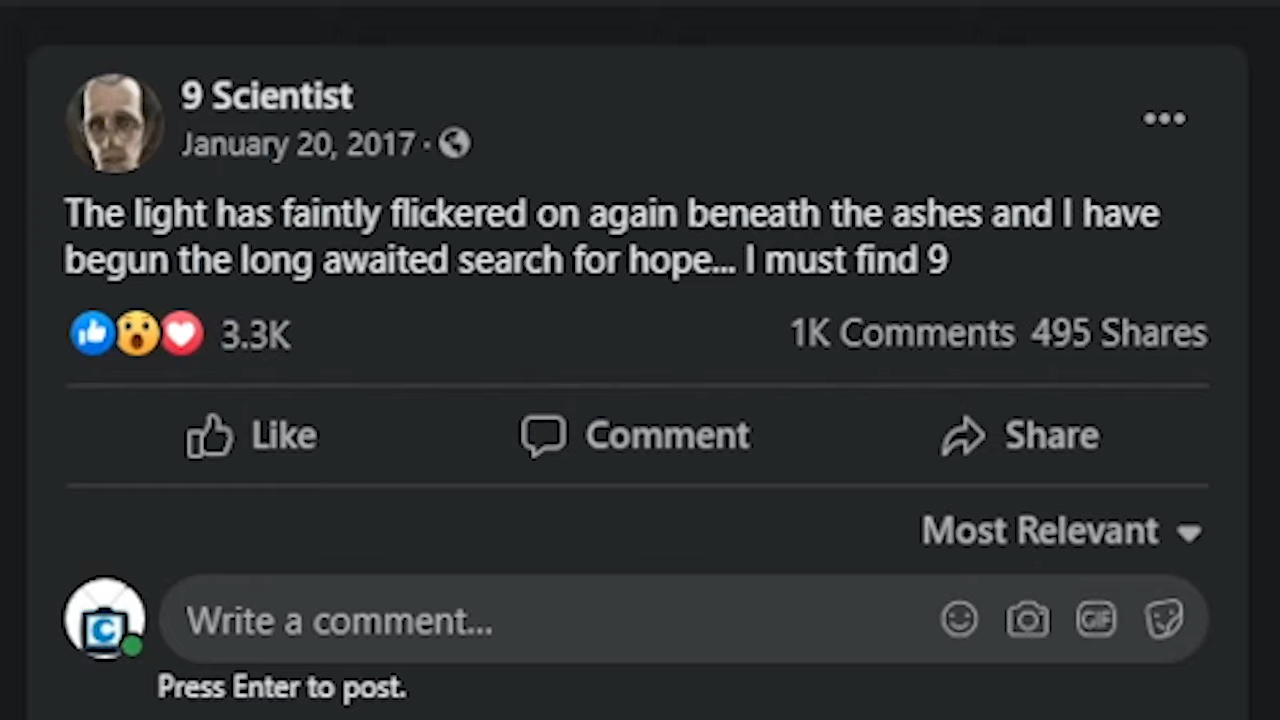 9 Scientist
January 20, 2017 ·
The light has faintly flickered on again beneath the ashes and I have
begun the long awaited search for hope... I must find 9
3.3K
1K Comments 495 Shares
Like
Comment
Share
Most Relevant
C
Write a comment...
GIF
Press Enter to post.